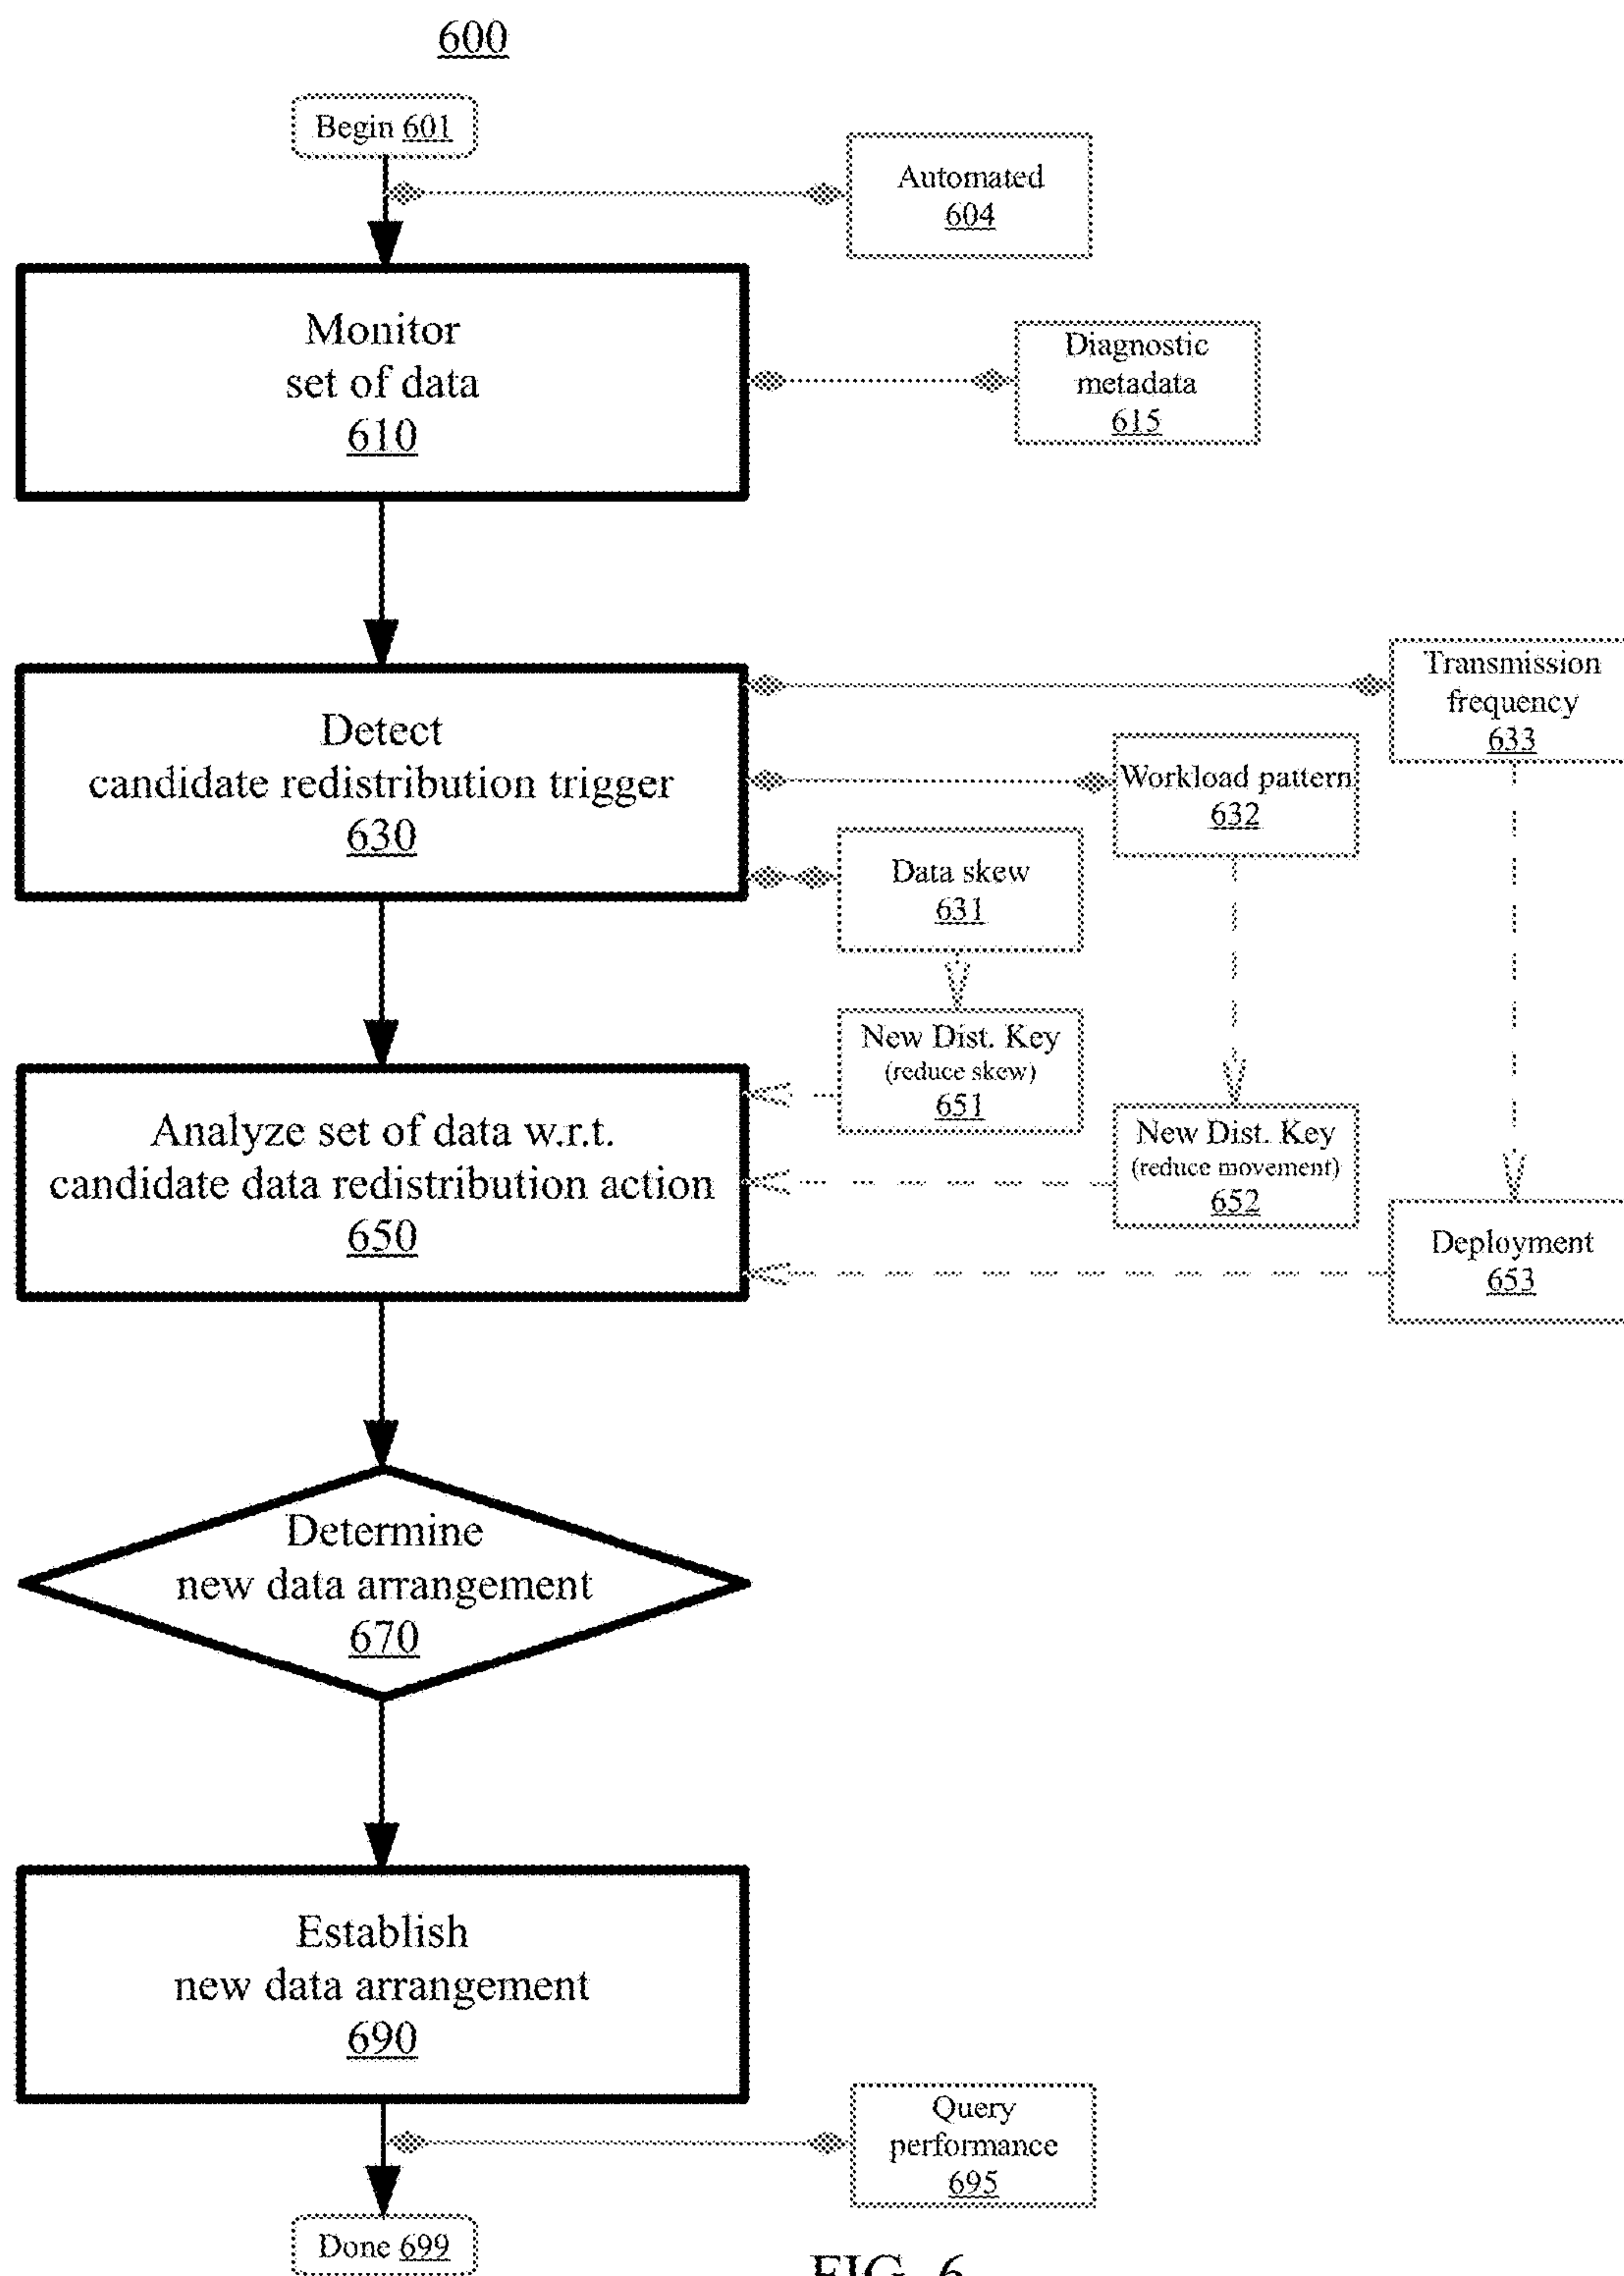 600
Begin 601
Automated
604
Monitor
set of data
610
Diagnostic
metadata
615
Detect
candidate redistribution trigger
630
Transmission
frequency
633
Workload pattern
632
Data skew
631
New Dist. Key
(reduce skew)
651
New Dist. Key
(reduce movement)
652
Deployment
653
Analyze set of data w.r.t.
candidate data redistribution action
650
Determine
new data arrangement
670
Establish
new data arrangement
690
Query
performance
695
Done 699
FIG. 6